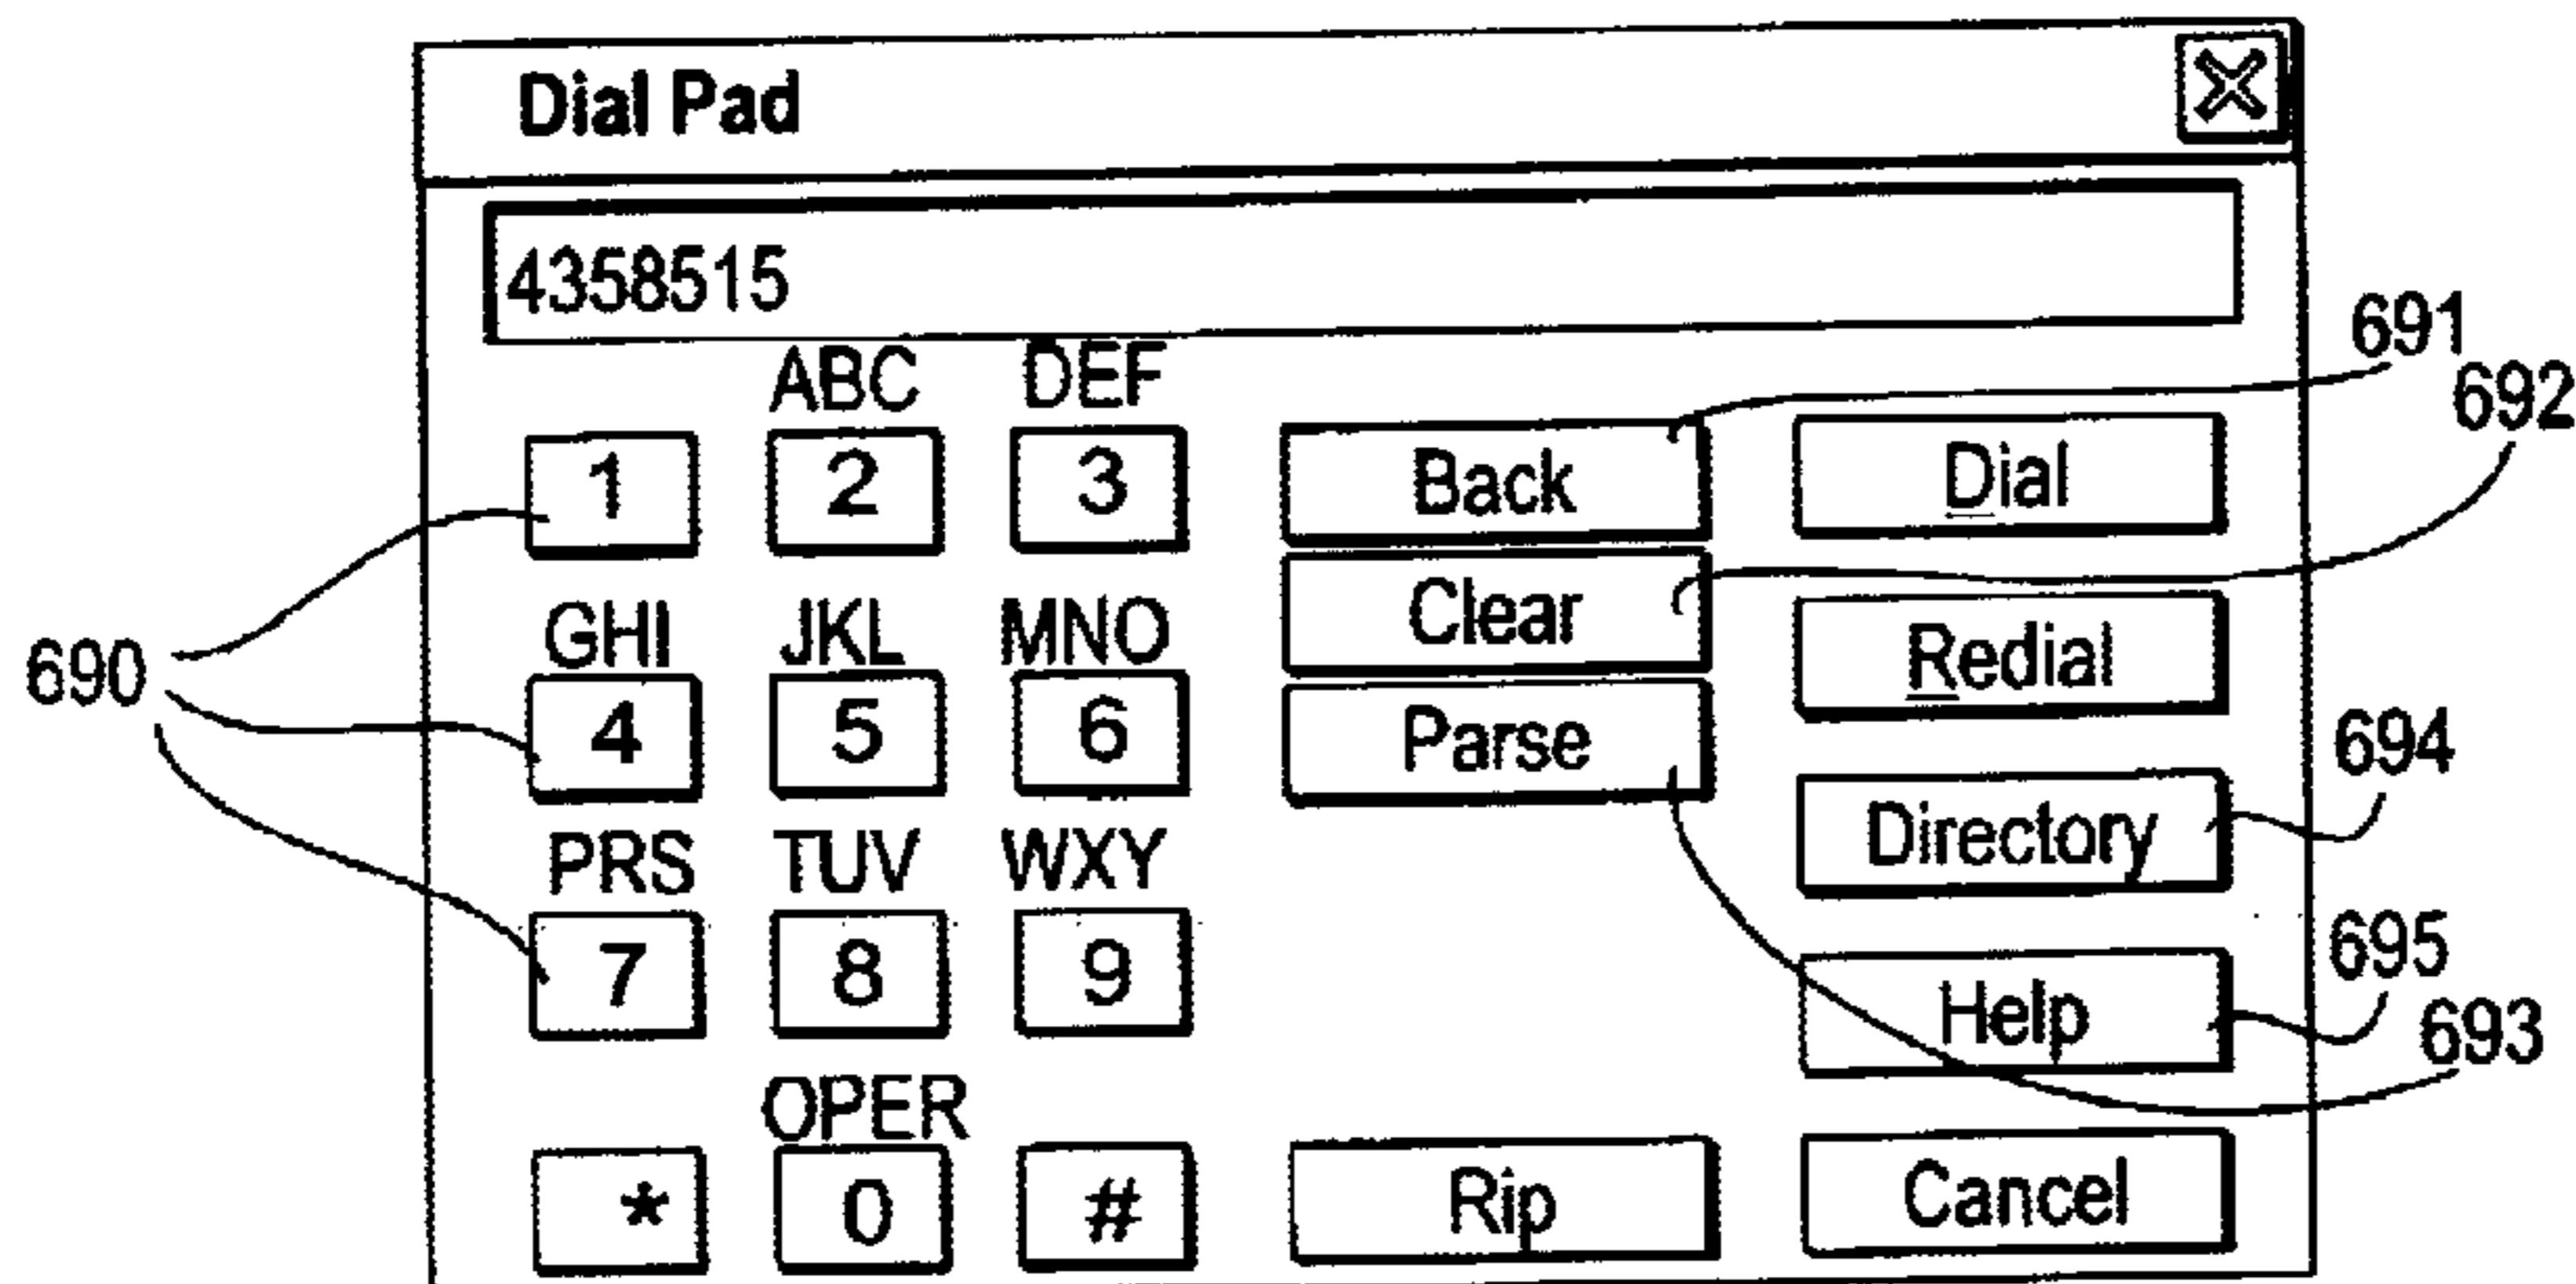 Dial Pad
4358515
691
692
ABC DEF
1 2 3 Back Dial
Clear
GHI JKL MNO Redial
690
4 5 6 Parse
694
Directory
PRS TUV WXY
7 8 9 Help
695
693
OPER
* 0 # Rip Cancel